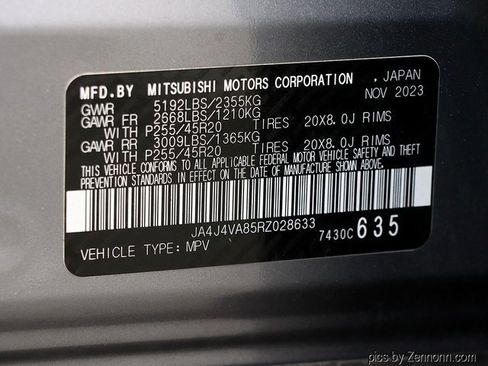 MFD.BY MITSUBISHI MOTORS CORPORATION , JAPAN
GVWR 5192LBS/2355KG NOV 2023
GAWR FR 2668LBS/1210KG
WITH P255/45R20 TIRES 20X8.0J RIMS
GAWR RR 3009LBS/1365KG
WITH P255/45R20 TIRES 20X8.0J RIMS
THIS VEHICLE CONFORMS TO ALL APPLICABLE FEDERAL MOTOR VEHICLE SAFETY, BUMPER, AND THEFT
PREVENTION STANDARDS IN EFFECT ON THE DATE OF MANUFACTURE SHOWN ABOVE.
JA4J4VA85RZ028633 7430C 635
VEHICLE TYPE: MPV
pics by Zennonn.com